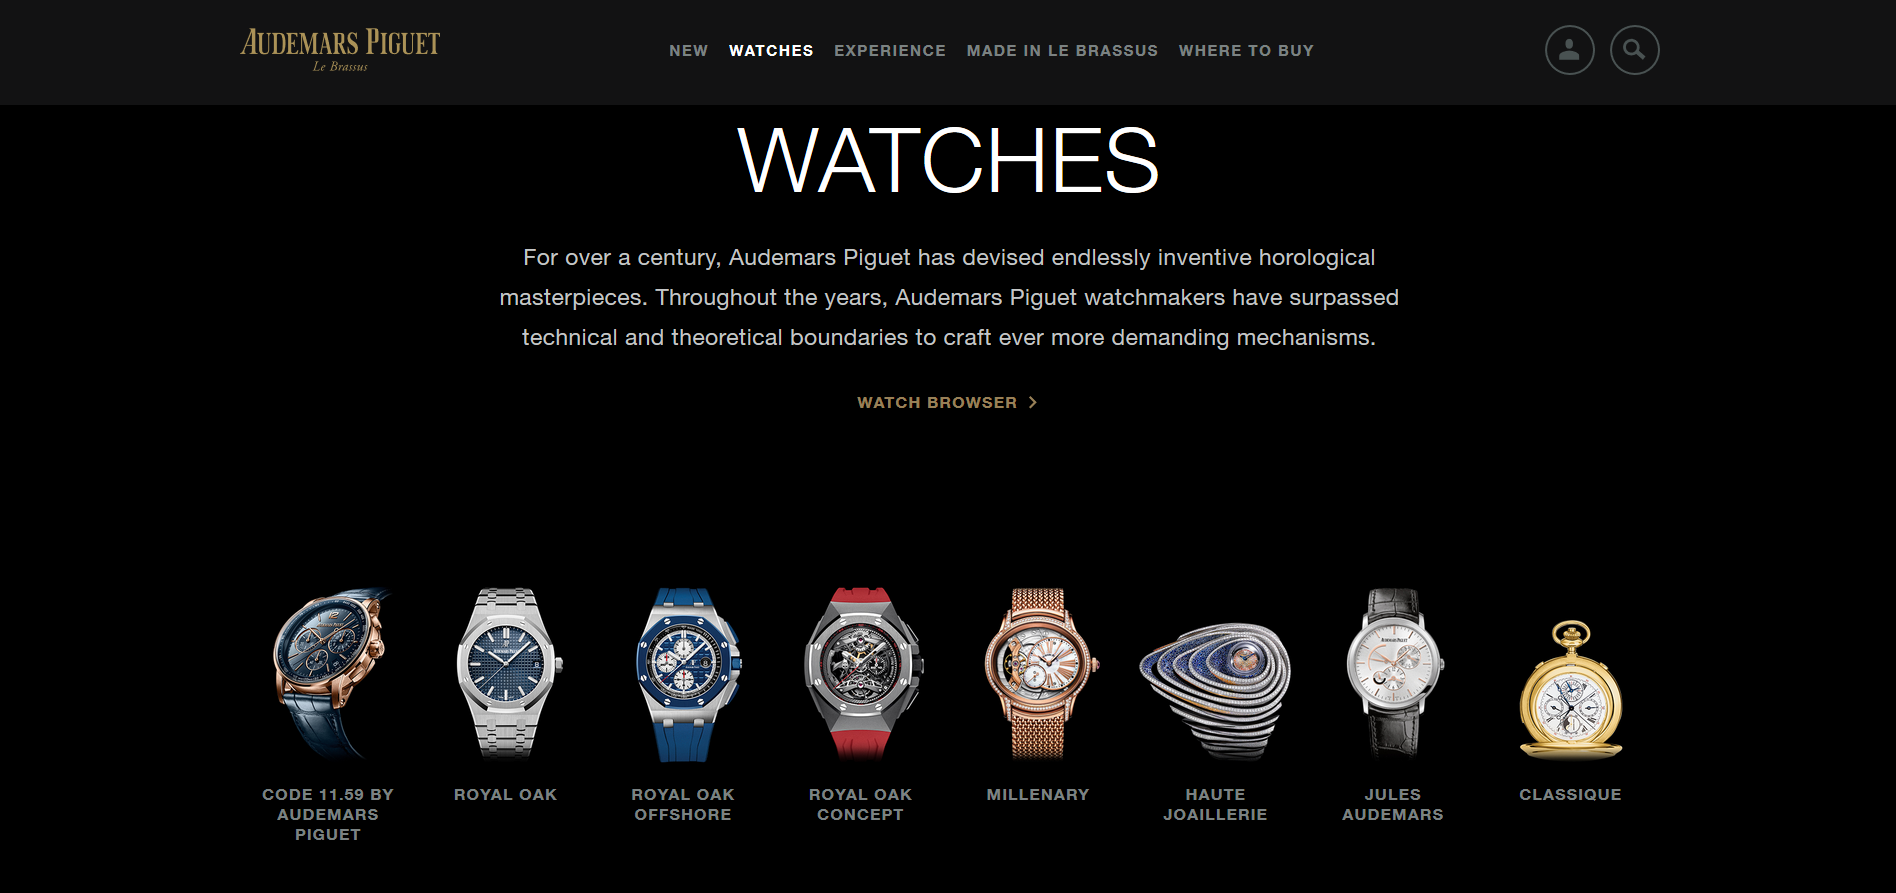 AUDEMARS PIGUET
Le Brassus
NEW WATCHES EXPERIENCE MADE IN LE BRASSUS WHERE TO BUY
WATCHES
For over a century, Audemars Piguet has devised endlessly inventive horological
masterpieces. Throughout the years, Audemars Piguet watchmakers have surpassed
technical and theoretical boundaries to craft ever more demanding mechanisms.
WATCH BROWSER
CODE 11.59 BY
AUDEMARS
PIGUET
ROYAL OAK
ROYAL OAK
OFFSHORE
ROYAL OAK
CONCEPT
MILLENARY
HAUTE
JOAILLERIE
JULES
AUDEMARS
CLASSIQUE